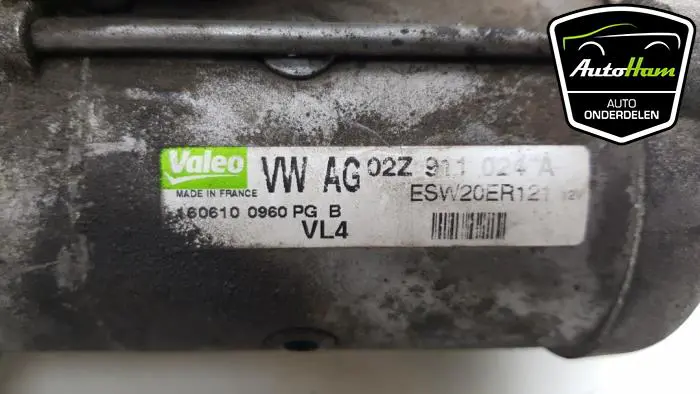 AutoHam
AUTO
ONDERDELEN
Valeo VW AG 02Z 911 024 A
MADE IN FRANCE ESW20ER121 12V
160610 0960 PG B
VL4